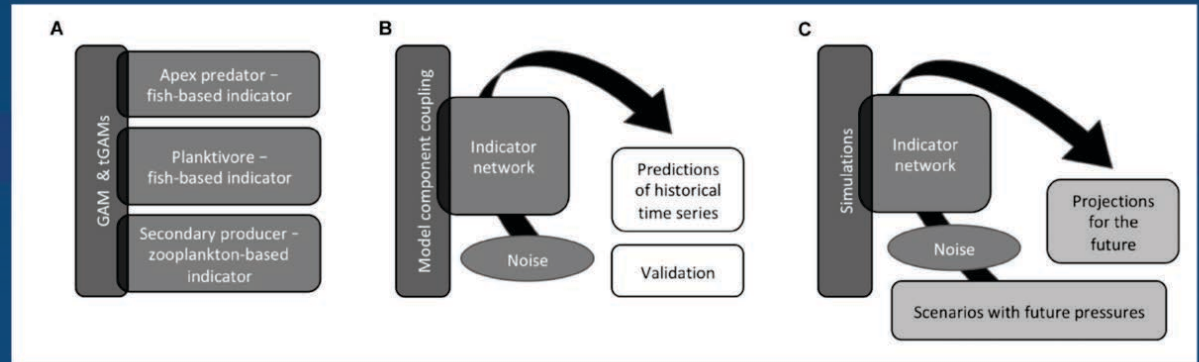 A
GAM & tGAMs
Apex predator –
fish-based indicator
Planktivore –
fish-based indicator
Secondary producer –
zooplankton-based
indicator
B
Model component coupling
Indicator
network
Noise
Predictions
of historical
time series
Validation
C
Simulations
Indicator
network
Noise
Projections
for the
future
Scenarios with future pressures